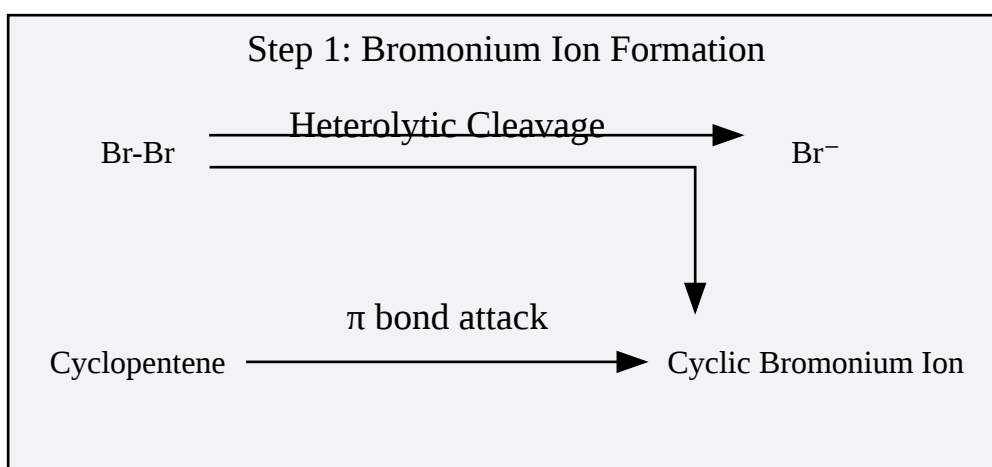 Step 1: Bromonium Ion Formation
Heterolytic Cleavage
Br-Br
Br⁻
π bond attack
Cyclopentene
Cyclic Bromonium Ion